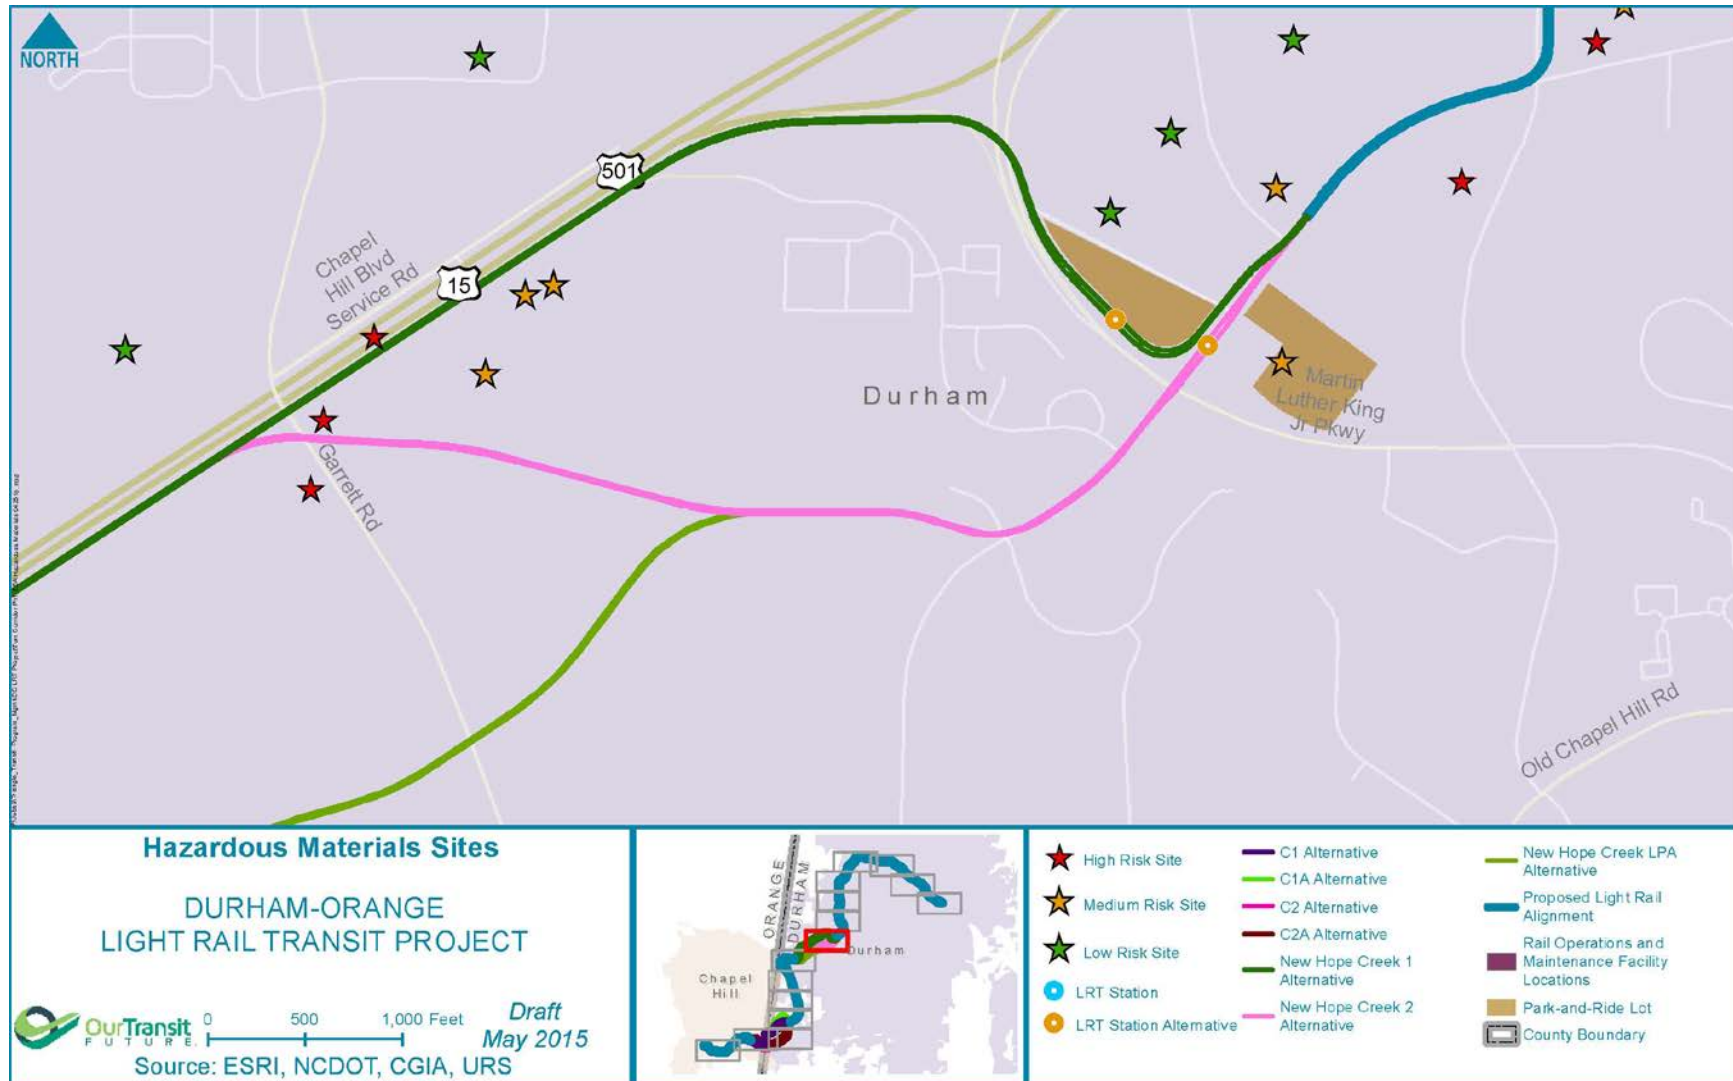 NORTH
501
Chapel
Hill Blvd
Service Rd
15
Durham
Martin
Luther King
Jr Pkwy
Garrett Rd
Old Chapel Hill Rd
Hazardous Materials Sites
DURHAM-ORANGE
LIGHT RAIL TRANSIT PROJECT
OurTransit
FUTURE
0 500 1,000 Feet
Draft
May 2015
Source: ESRI, NCDOT, CGIA, URS
ORANGE
DURHAM
Durham
Chapel
Hill
High Risk Site
Medium Risk Site
Low Risk Site
LRT Station
LRT Station Alternative
C1 Alternative
C1A Alternative
C2 Alternative
C2A Alternative
New Hope Creek 1
Alternative
New Hope Creek 2
Alternative
New Hope Creek LPA
Alternative
Proposed Light Rail
Alignment
Rail Operations and
Maintenance Facility
Locations
Park-and-Ride Lot
County Boundary